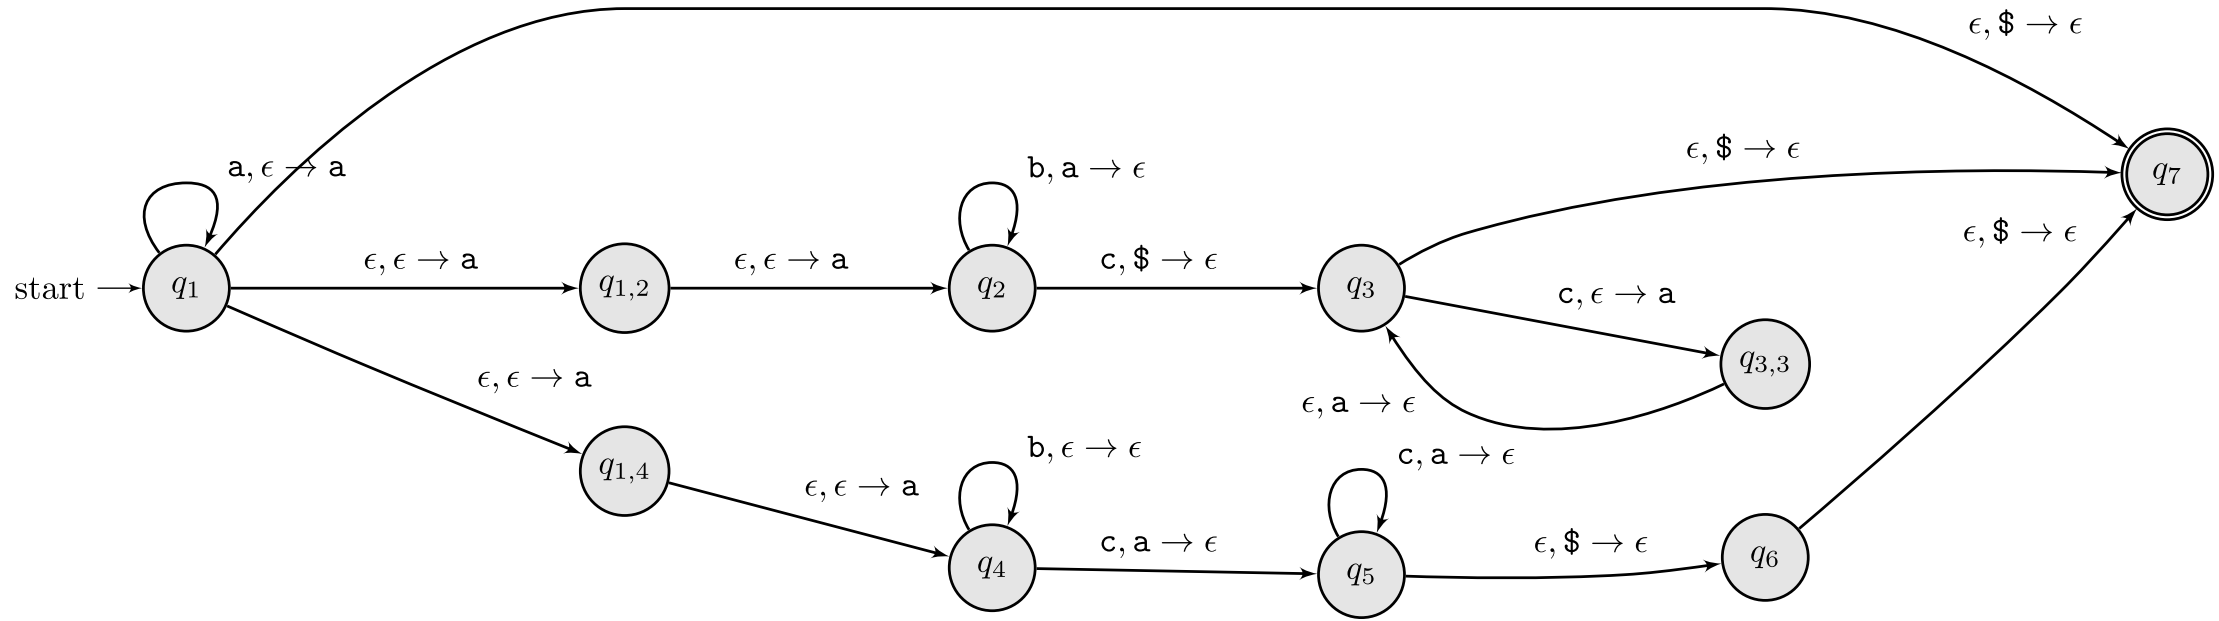 ϵ, $ → ϵ
a, ϵ → a
b, a → ϵ
ϵ, $ → ϵ
q7
ϵ, $ → ϵ
start
q1
ϵ, ϵ → a
q1,2
ϵ, ϵ → a
q2
c, $ → ϵ
q3
c, ϵ → a
q3,3
ϵ, a → ϵ
ϵ, ϵ → a
q1,4
ϵ, ϵ → a
b, ϵ → ϵ
c, a → ϵ
q4
c, a → ϵ
q5
ϵ, $ → ϵ
q6